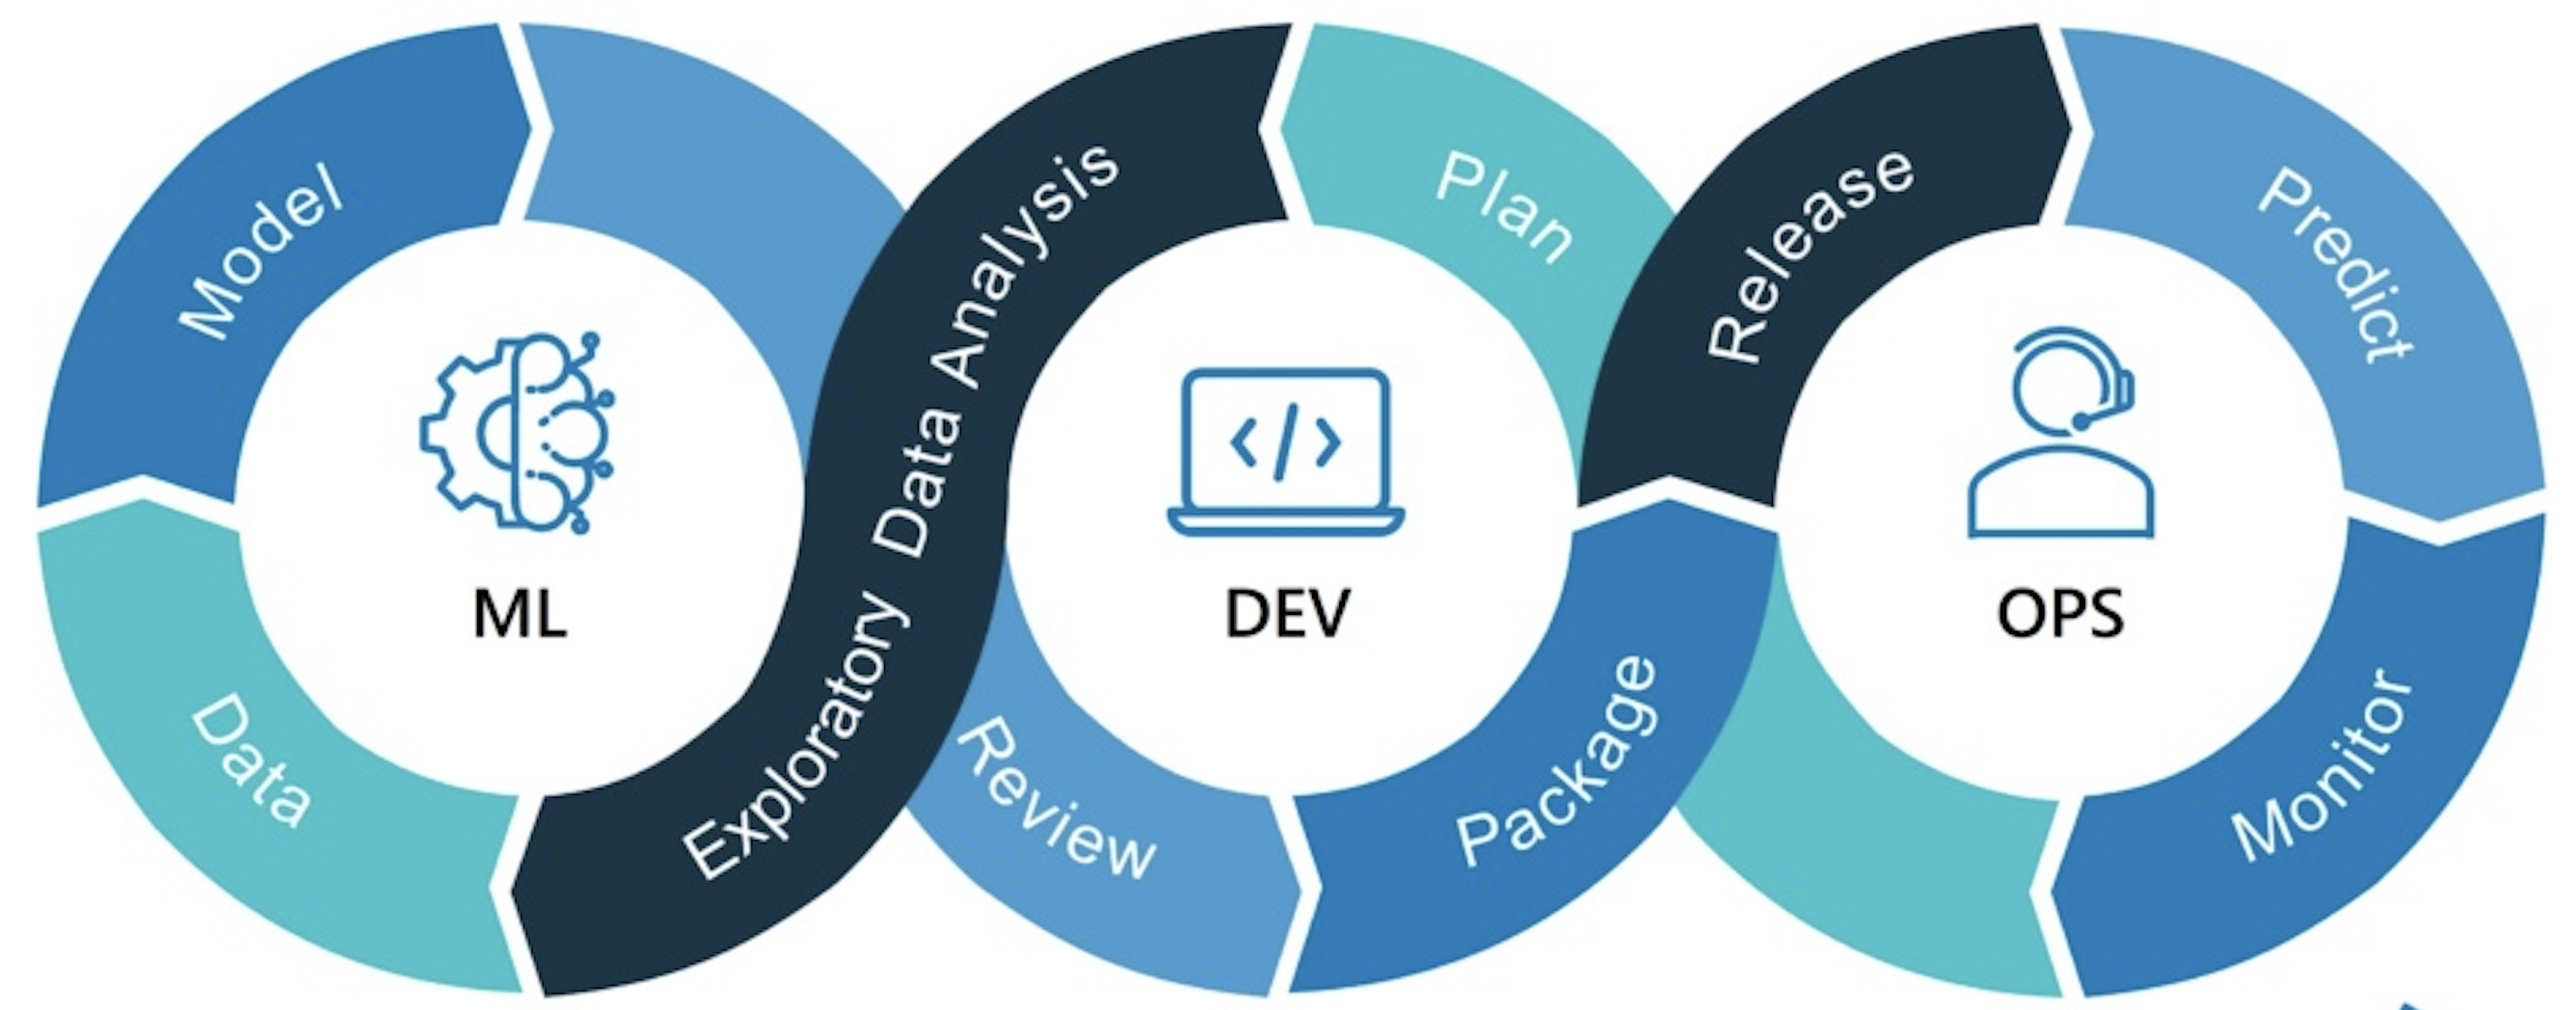 Model
Data
ML
Exploratory Data Analysis
Plan
Review
</>
DEV
Package
Release
Predict
OPS
Monitor